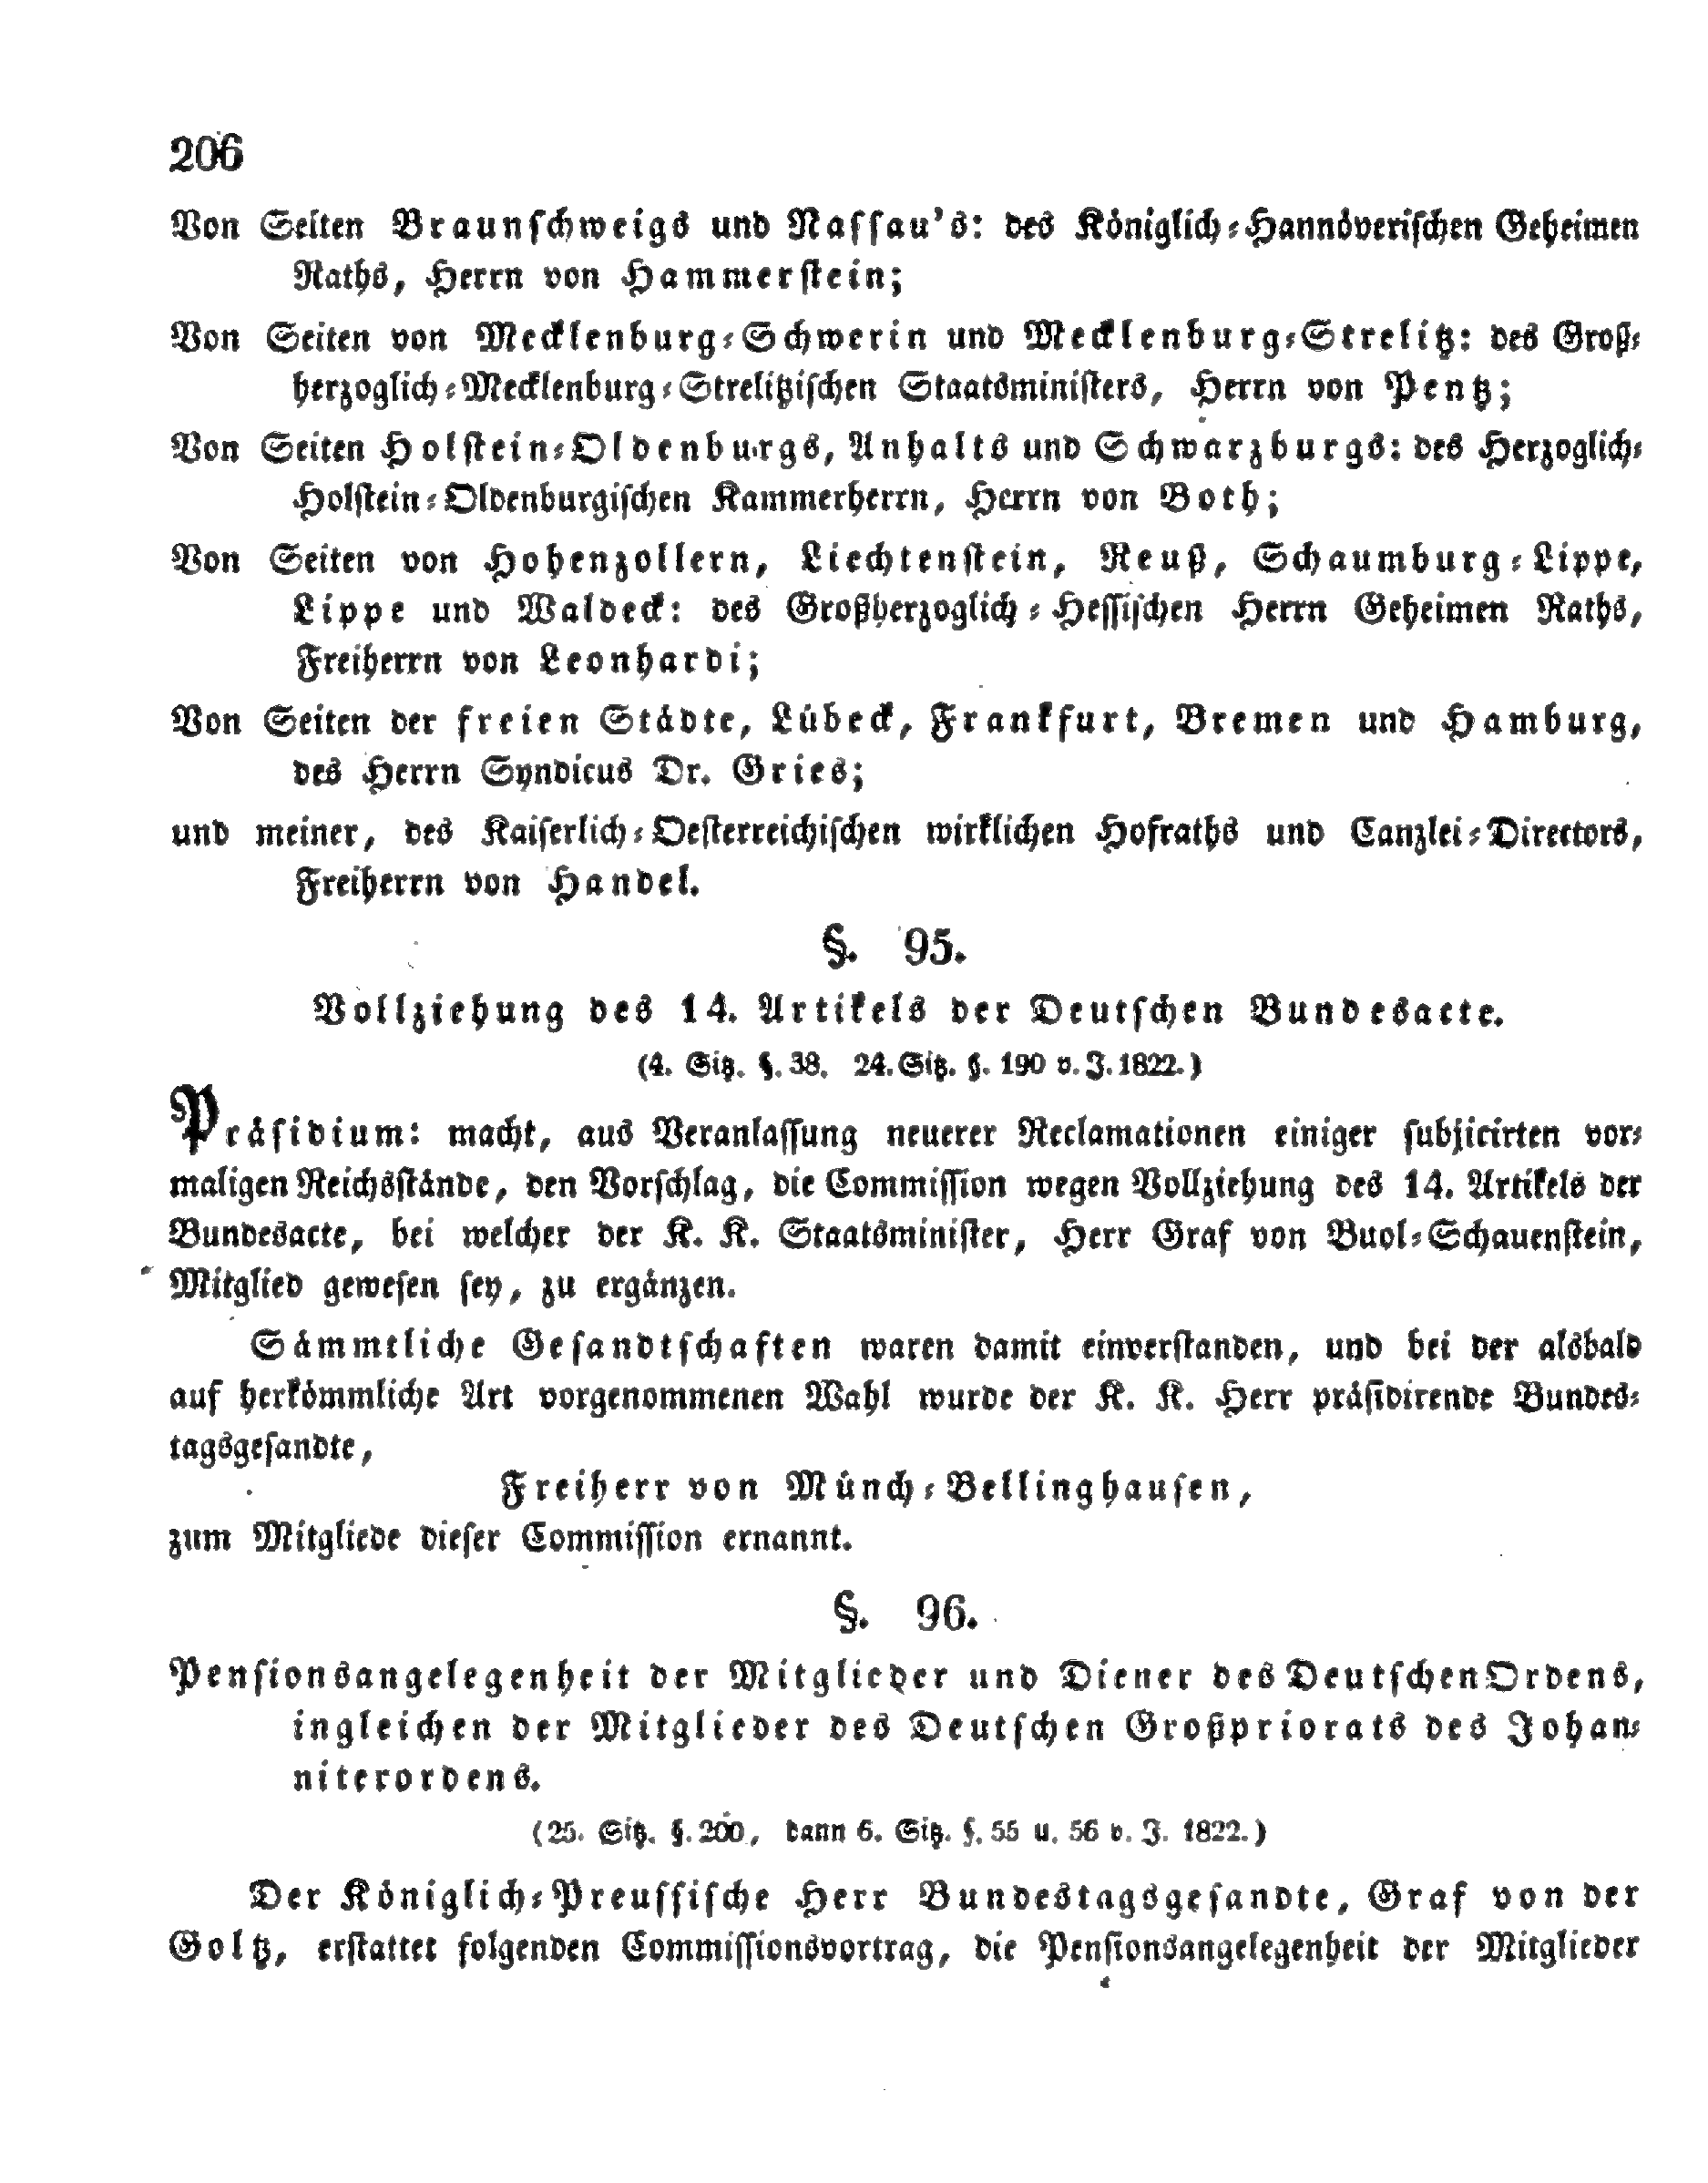 206
Von Seiten Braunschweigs und Nassau's: des Königlich-Hannöverischen Geheimen
Raths, Herrn von Hammerstein;
Von Seiten von Mecklenburg-Schwerin und Mecklenburg-Strelitz: des Groß-
herzoglich-Mecklenburg-Strelitzischen Staatsministers, Herrn von Pentz;
Von Seiten Holstein-Oldenburgs, Anhalts und Schwarzburgs: des Herzoglich-
Holstein-Oldenburgischen Kammerherrn, Herrn von Both;
Von Seiten von Hohenzollern, Liechtenstein, Reuß, Schaumburg-Lippe,
Lippe und Waldeck: des Großherzoglich-Hessischen Herrn Geheimen Raths,
Freiherrn von Leonhardi;
Von Seiten der freien Städte, Lübeck, Frankfurt, Bremen und Hamburg,
des Herrn Syndicus Dr. Gries;
und meiner, des Kaiserlich-Oesterreichischen wirklichen Hofraths und Canzlei-Directors,
Freiherrn von Handel.
§. 95.
Vollziehung des 14. Artikels der Deutschen Bundesacte.
(4. Sitz. §. 38. 24. Sitz. §. 190 v. J. 1822.)
Präsidium: macht, aus Veranlassung neuerer Reclamationen einiger subjicirten vor-
maligen Reichsstände, den Vorschlag, die Commission wegen Vollziehung des 14. Artikels der
Bundesacte, bei welcher der K. K. Staatsminister, Herr Graf von Buol-Schauenstein,
Mitglied gewesen sey, zu ergänzen.
Sämmtliche Gesandtschaften waren damit einverstanden, und bei der alsbald
auf herkömmliche Art vorgenommenen Wahl wurde der K. K. Herr präsidirende Bundes-
tagsgesandte,
Freiherr von Münch-Bellinghausen,
zum Mitgliede dieser Commission ernannt.
§. 96.
Pensionsangelegenheit der Mitglieder und Diener des Deutschen Ordens,
ingleichen der Mitglieder des Deutschen Großpriorats des Johan-
niterordens.
(25. Sitz. §. 200, dann 6. Sitz. §. 55 u. 56 v. J. 1822.)
Der Königlich-Preussische Herr Bundestagsgesandte, Graf von der
Goltz, erstattet folgenden Commissionsvortrag, die Pensionsangelegenheit der Mitglieder